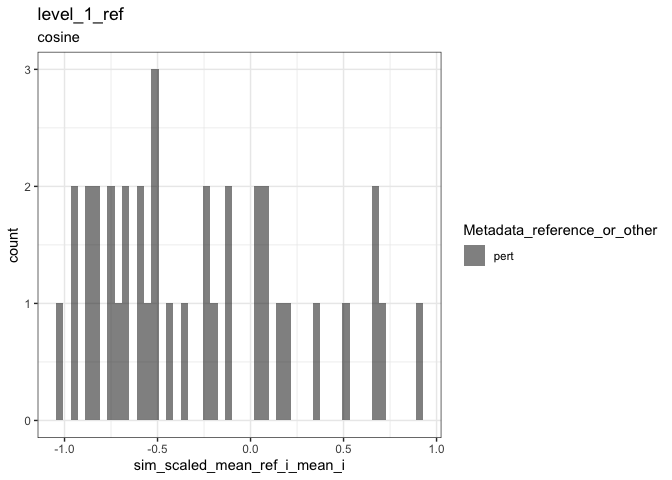 level_1_ref
cosine
3
2
1
0
count
-1.0
-0.5
0.0
0.5
1.0
sim_scaled_mean_ref_i_mean_i
Metadata_reference_or_other
pert